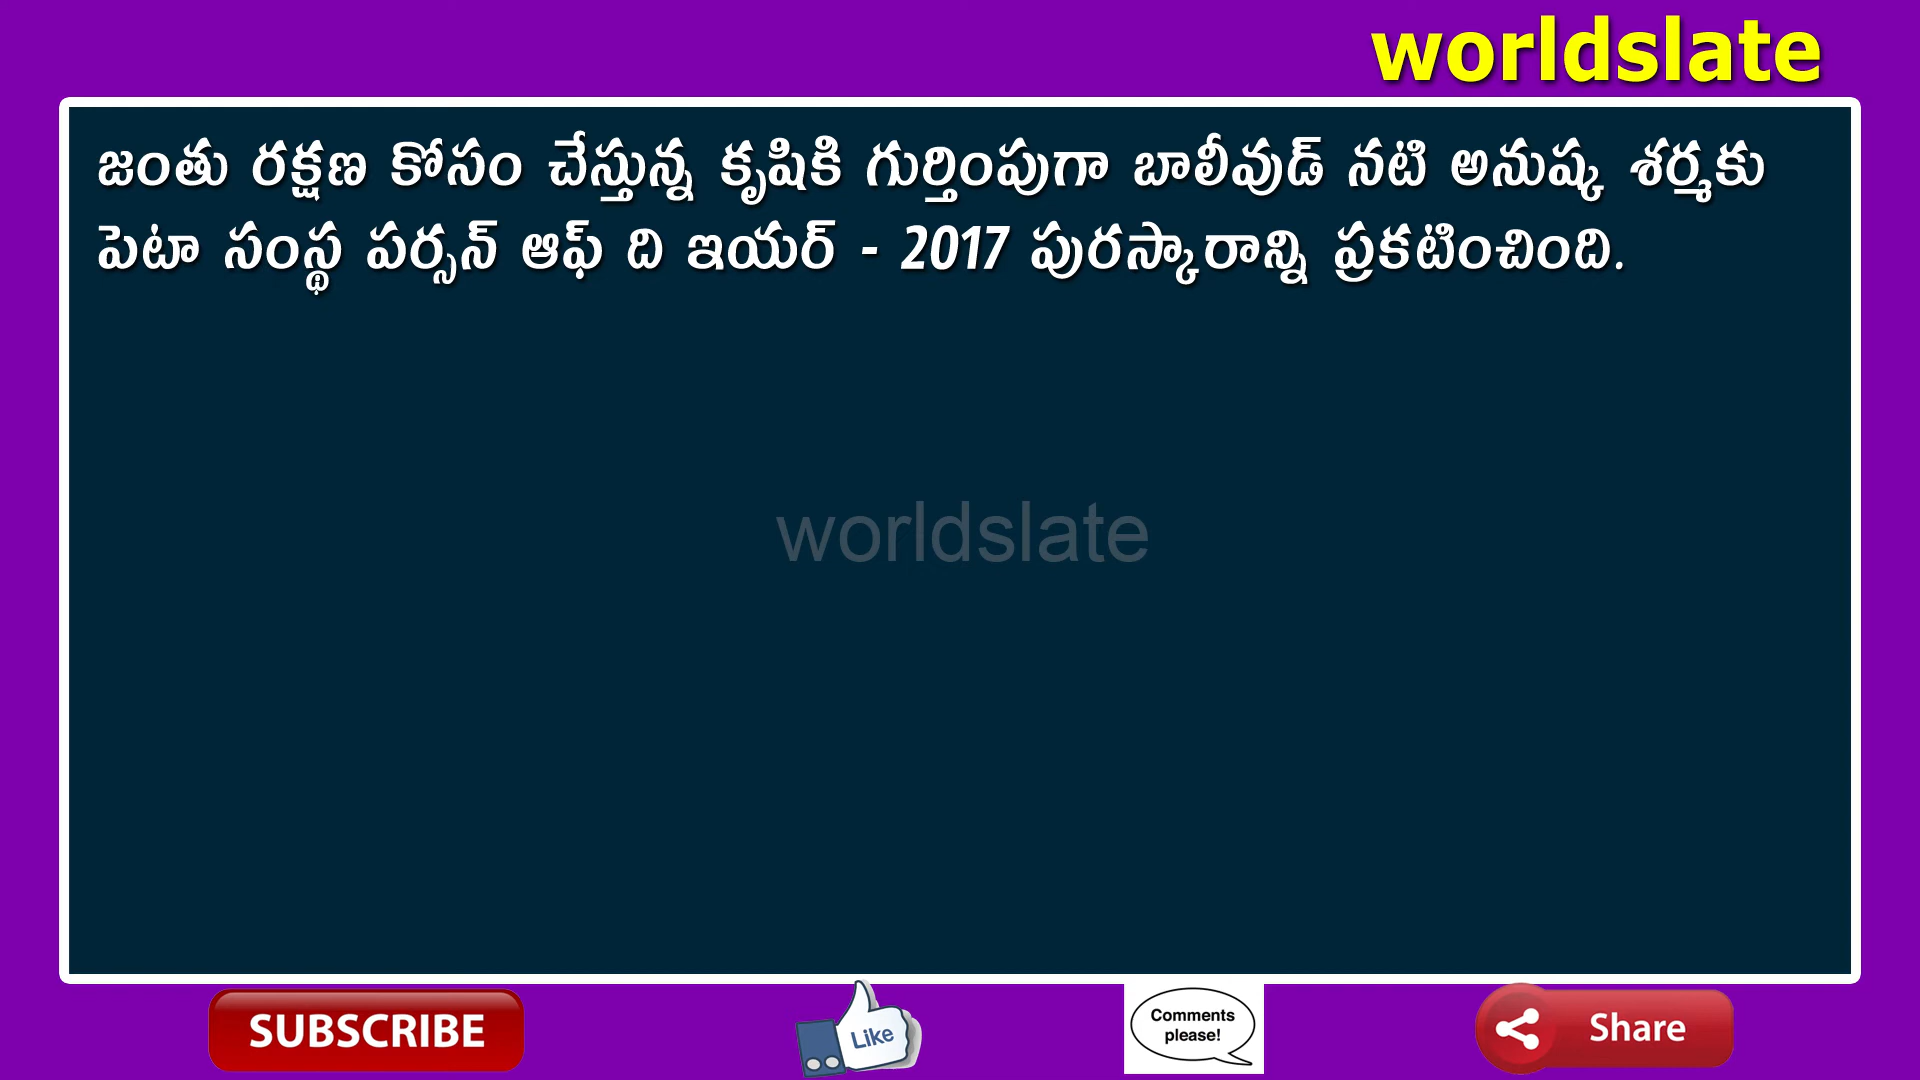 worldslate
జంతు రక్షణ కోసం చేస్తున్న కృషికి గుర్తింపుగా బాలీవుడ్ నటి అనుష్క శర్మకు
పెటా సంస్థ పర్సన్ ఆఫ్ ది ఇయర్ - 2017 పురస్కారాన్ని ప్రకటించింది.
worldslate
SUBSCRIBE
Like
Comments
please!
Share